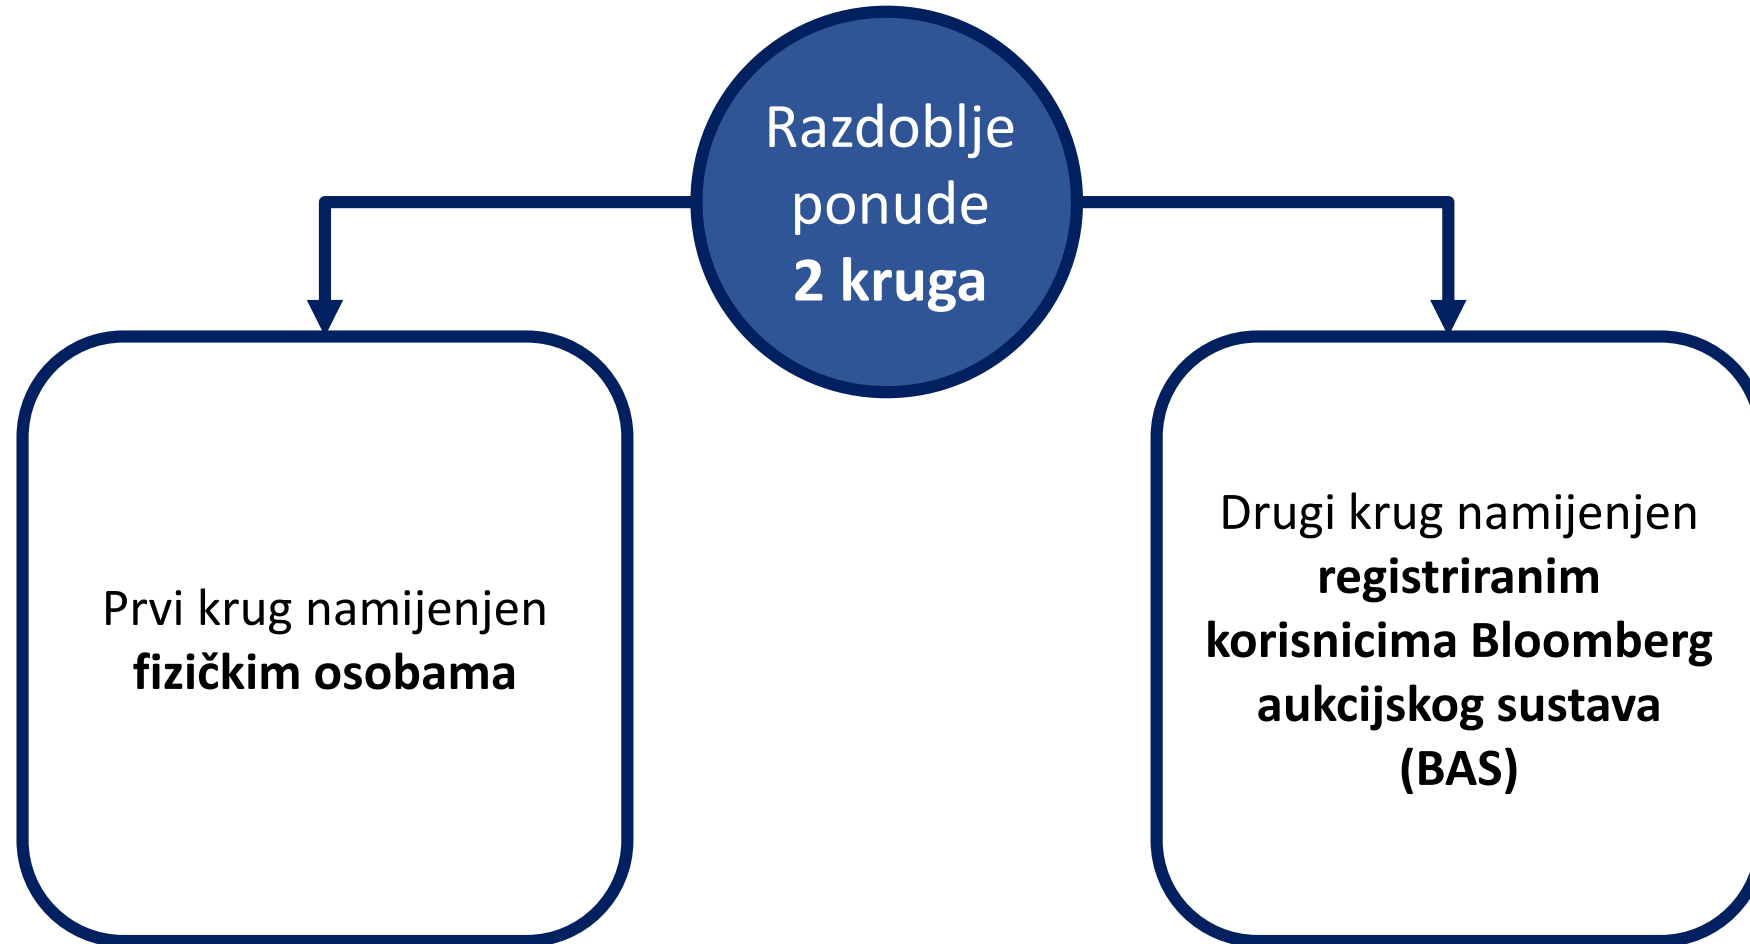 Razdoblje
ponude
2 kruga
Prvi krug namijenjen
fizičkim osobama
Drugi krug namijenjen
registriranim
korisnicima Bloomberg
aukcijskog sustava
(BAS)